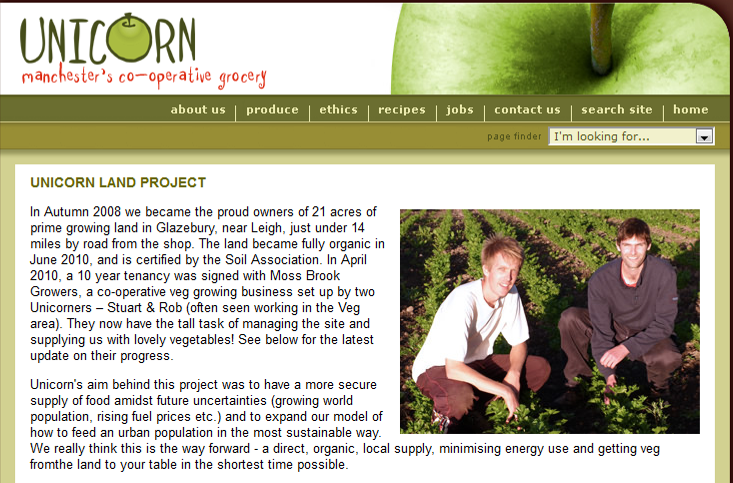 UNICORN
manchester's co-operative grocery
about us | produce | ethics | recipes | jobs | contact us | search site | home
page finder I'm looking for...
UNICORN LAND PROJECT
In Autumn 2008 we became the proud owners of 21 acres of
prime growing land in Glazebury, near Leigh, just under 14
miles by road from the shop. The land became fully organic in
June 2010, and is certified by the Soil Association. In April
2010, a 10 year tenancy was signed with Moss Brook
Growers, a co-operative veg growing business set up by two
Unicorners – Stuart & Rob (often seen working in the Veg
area). They now have the tall task of managing the site and
supplying us with lovely vegetables! See below for the latest
update on their progress.
Unicorn's aim behind this project was to have a more secure
supply of food amidst future uncertainties (growing world
population, rising fuel prices etc.) and to expand our model of
how to feed an urban population in the most sustainable way.
We really think this is the way forward - a direct, organic, local supply, minimising energy use and getting veg
fromthe land to your table in the shortest time possible.